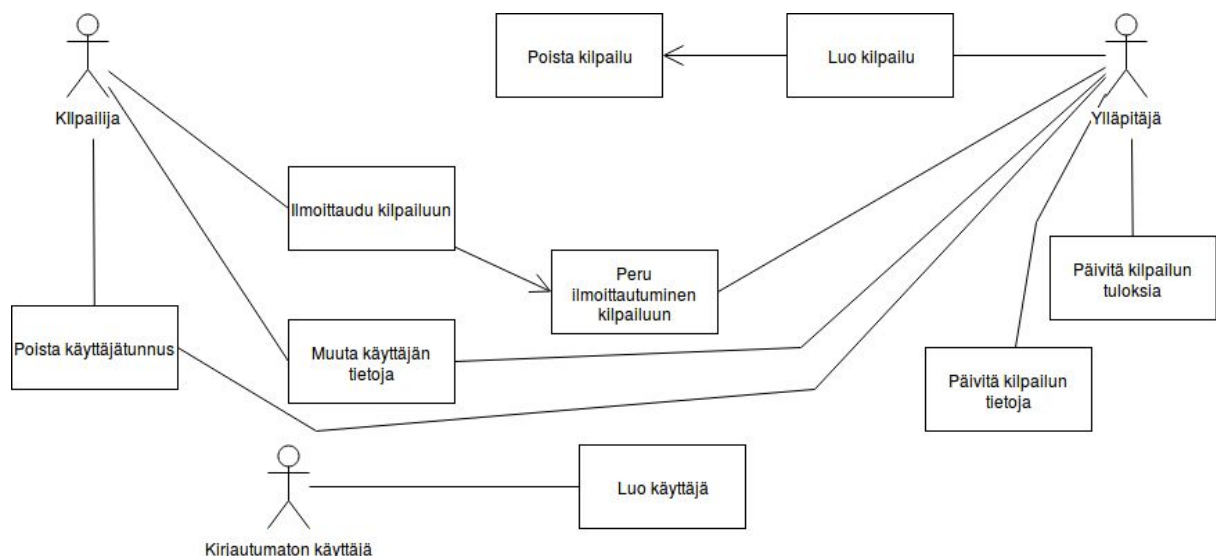 Poista kilpailu
Luo kilpailu
KIlpailija
Ylläpitäjä
Ilmoittaudu kilpailuun
Peru
ilmoittautuminen
kilpailuun
Päivitä kilpailun
tuloksia
Poista käyttäjätunnus
Muuta käyttäjän
tietoja
Päivitä kilpailun
tietoja
Luo käyttäjä
Kirjautumaton käyttäjä